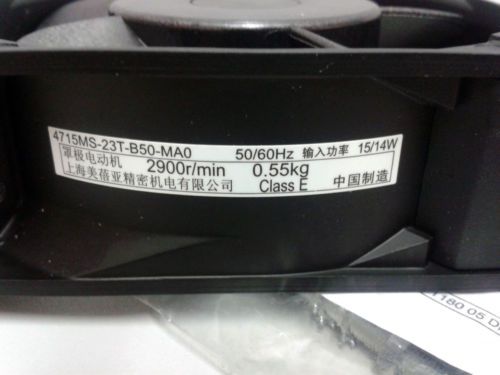 4715MS-23T-B50-MA0 50/60Hz 输入功率 15/14W
罩极电动机 2900r/min 0.55kg
上海美蓓亚精密机电有限公司 Class E 中国制造
1180 05 D